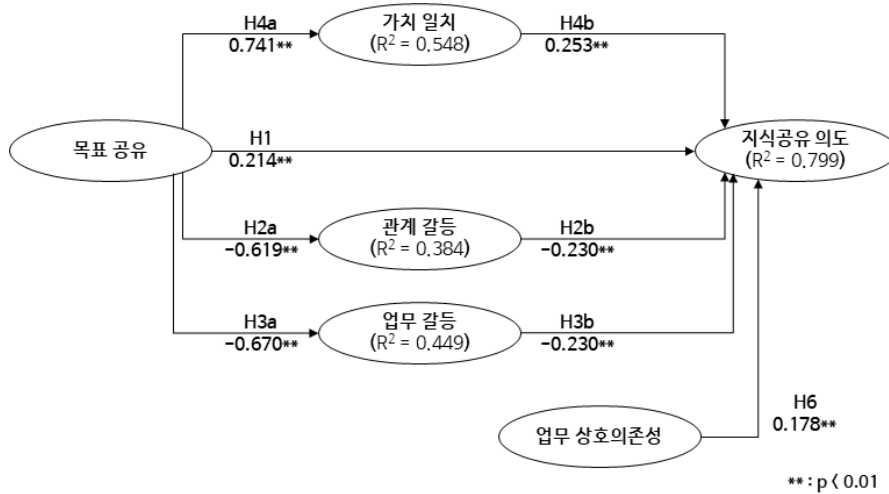 H4a
0.741**
가치 일치
(R² = 0.548)
H4b
0.253**
목표 공유
H1
0.214**
지식공유 의도
(R² = 0.799)
H2a
-0.619**
관계 갈등
(R² = 0.384)
H2b
-0.230**
H3a
-0.670**
업무 갈등
(R² = 0.449)
H3b
-0.230**
업무 상호의존성
H6
0.178**
** : p < 0.01